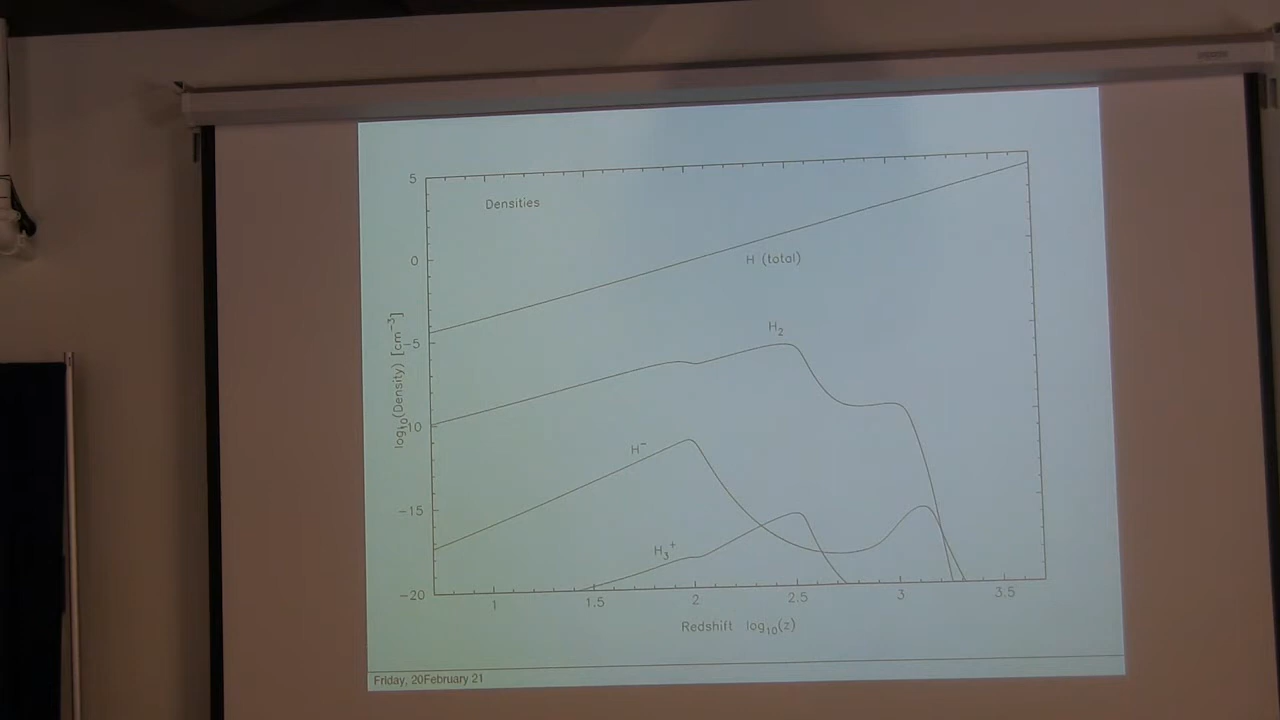 Densities
5
0
−5
−10
−15
−20
log₁₀(Density) [cm⁻³]
H (total)
H₂
H⁻
H₃⁺
1
1.5
2
2.5
3
3.5
Redshift log₁₀(z)
Friday, 20February 21